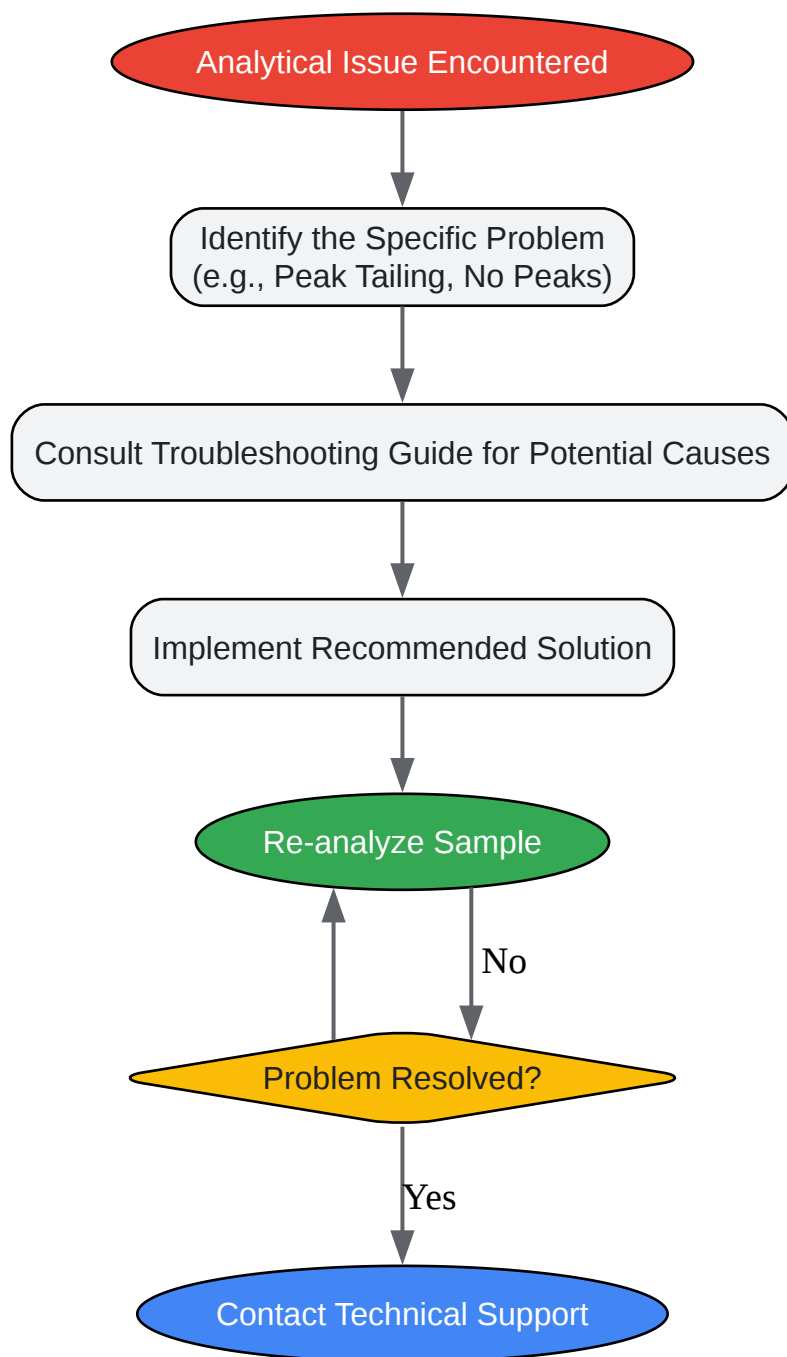 Analytical Issue Encountered
Identify the Specific Problem
(e.g., Peak Tailing, No Peaks)
Consult Troubleshooting Guide for Potential Causes
Implement Recommended Solution
Re-analyze Sample
No
Problem Resolved?
Yes
Contact Technical Support